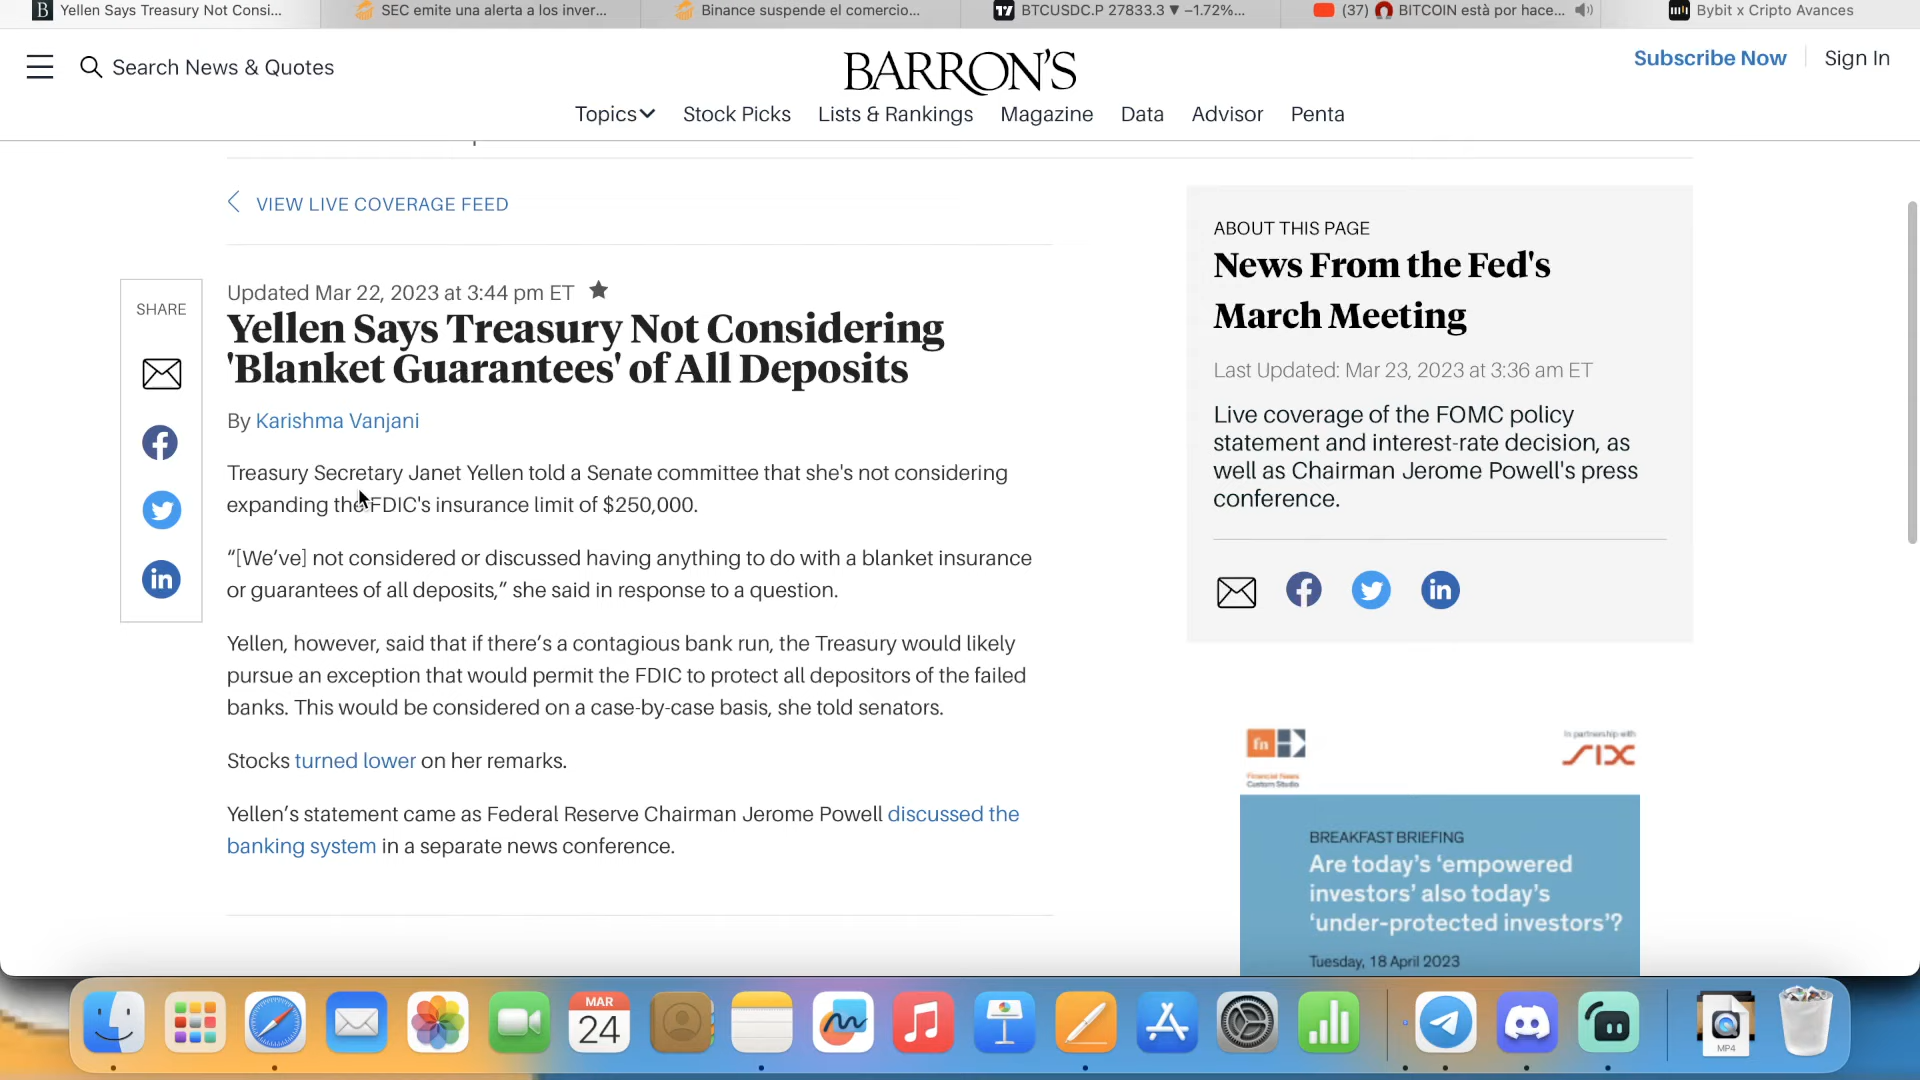 B Yellen Says Treasury Not Consi...
SEC emite una alerta a los inver...
Binance suspende el comercio...
BTCUSDC.P 27833.3 ▼ −1.72%...
(37) BITCOIN està por hace...
Bybit x Cripto Avances
Search News & Quotes
BARRON'S
Subscribe Now
Sign In
Topics
Stock Picks
Lists & Rankings
Magazine
Data
Advisor
Penta
VIEW LIVE COVERAGE FEED
SHARE
Updated Mar 22, 2023 at 3:44 pm ET
Yellen Says Treasury Not Considering
'Blanket Guarantees' of All Deposits
By Karishma Vanjani
Treasury Secretary Janet Yellen told a Senate committee that she's not considering
expanding the FDIC's insurance limit of $250,000.
“[We’ve] not considered or discussed having anything to do with a blanket insurance
or guarantees of all deposits,” she said in response to a question.
Yellen, however, said that if there’s a contagious bank run, the Treasury would likely
pursue an exception that would permit the FDIC to protect all depositors of the failed
banks. This would be considered on a case-by-case basis, she told senators.
Stocks turned lower on her remarks.
Yellen’s statement came as Federal Reserve Chairman Jerome Powell discussed the
banking system in a separate news conference.
ABOUT THIS PAGE
News From the Fed's
March Meeting
Last Updated: Mar 23, 2023 at 3:36 am ET
Live coverage of the FOMC policy
statement and interest-rate decision, as
well as Chairman Jerome Powell's press
conference.
fn
Financial News
Custom Studio
In partnership with
SIX
BREAKFAST BRIEFING
Are today’s ‘empowered
investors’ also today’s
‘under-protected investors’?
Tuesday, 18 April 2023
MAR
24
MP4